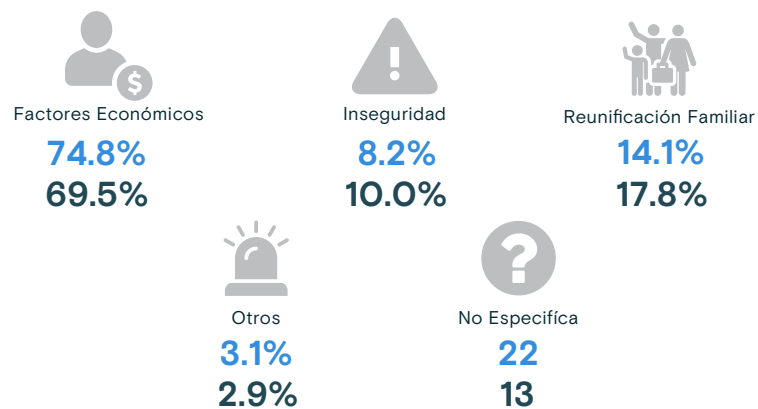 $
!
Factores Económicos
Inseguridad
Reunificación Familiar
74.8%
8.2%
14.1%
69.5%
10.0%
17.8%
?
Otros
No Especifíca
3.1%
22
2.9%
13